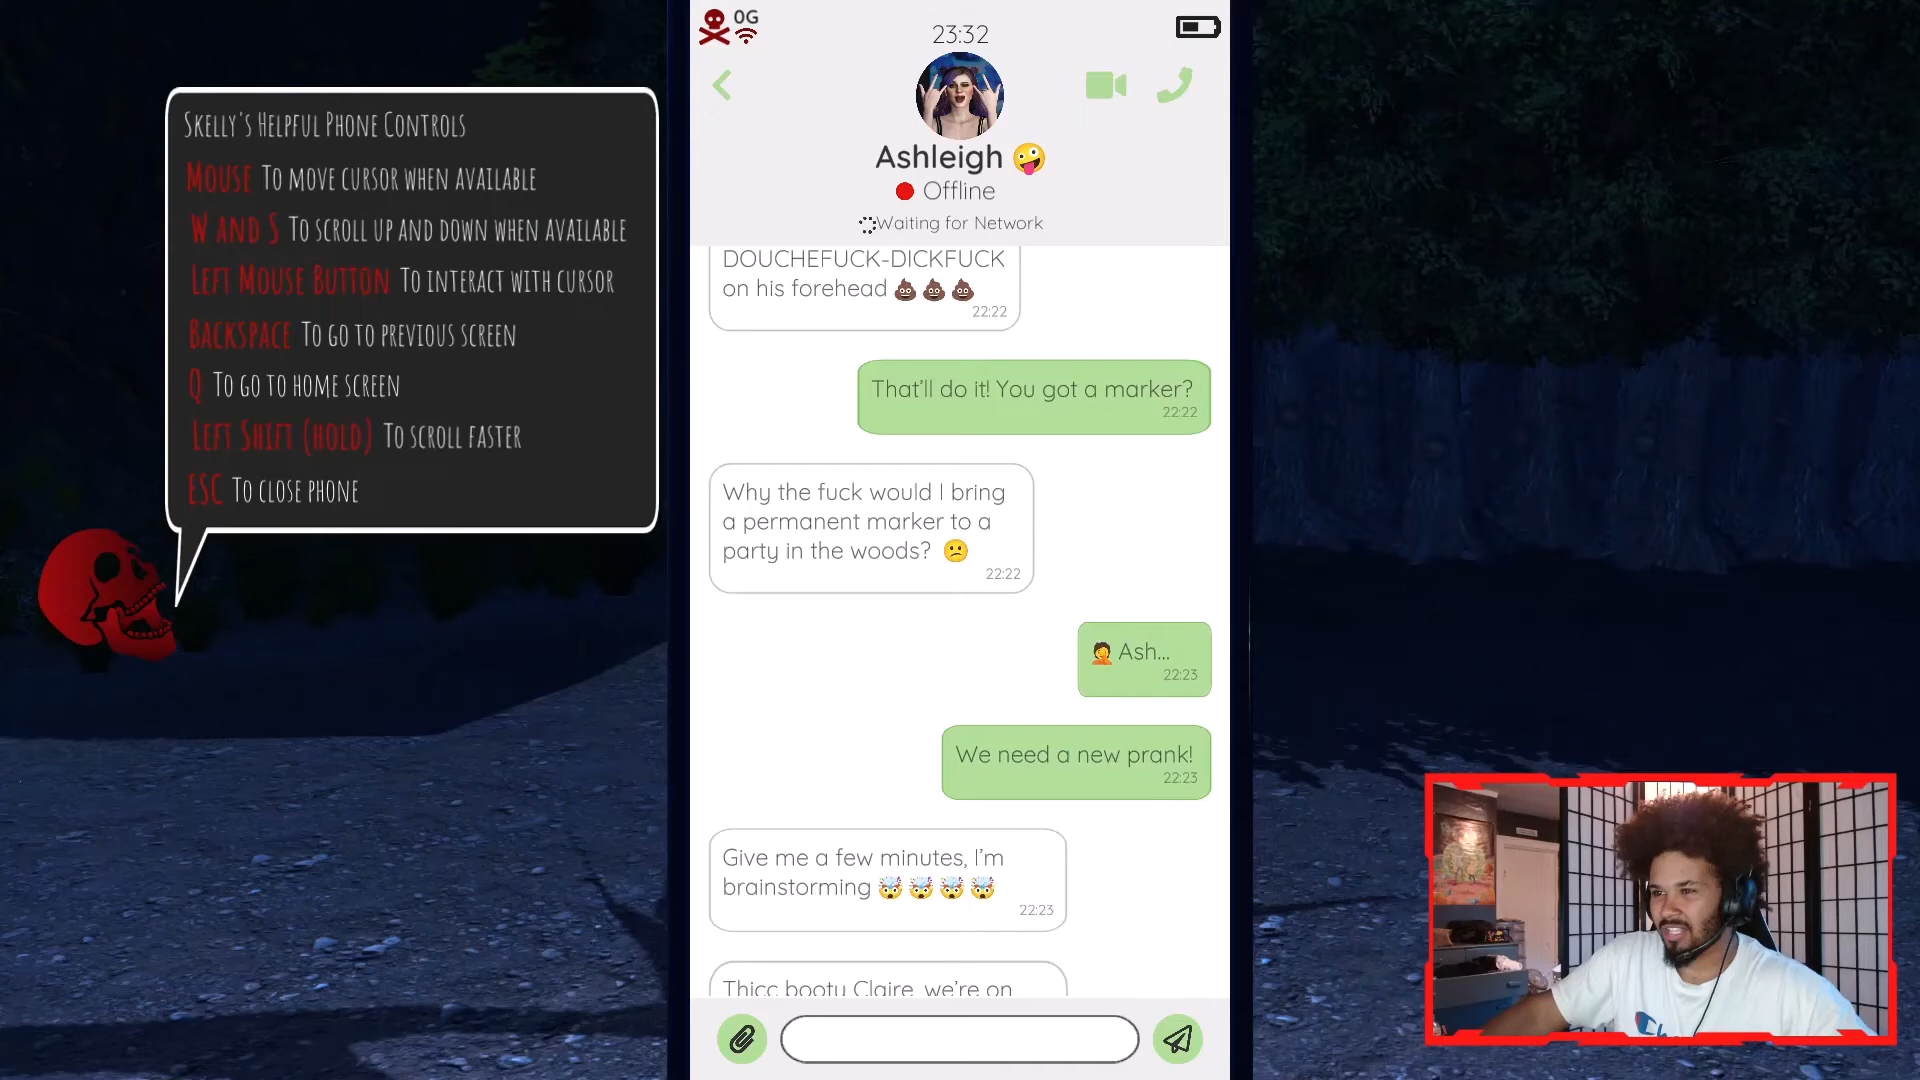 Skelly's Helpful Phone Controls
Mouse To move cursor when available
W and S To scroll up and down when available
Left Mouse Button To interact with cursor
Backspace To go to previous screen
Q To go to home screen
Left Shift (hold) To scroll faster
ESC To close phone
0G
23:32
Ashleigh 🤪
Offline
Waiting for Network
DOUCHEFUCK-DICKFUCK
on his forehead 💩 💩 💩
22:22
That'll do it! You got a marker?
22:22
Why the fuck would I bring
a permanent marker to a
party in the woods? 😕
22:22
🤦 Ash...
22:23
We need a new prank!
22:23
Give me a few minutes, I'm
brainstorming 🤯 🤯 🤯 🤯
22:23
Thicc booty Claire, we're on